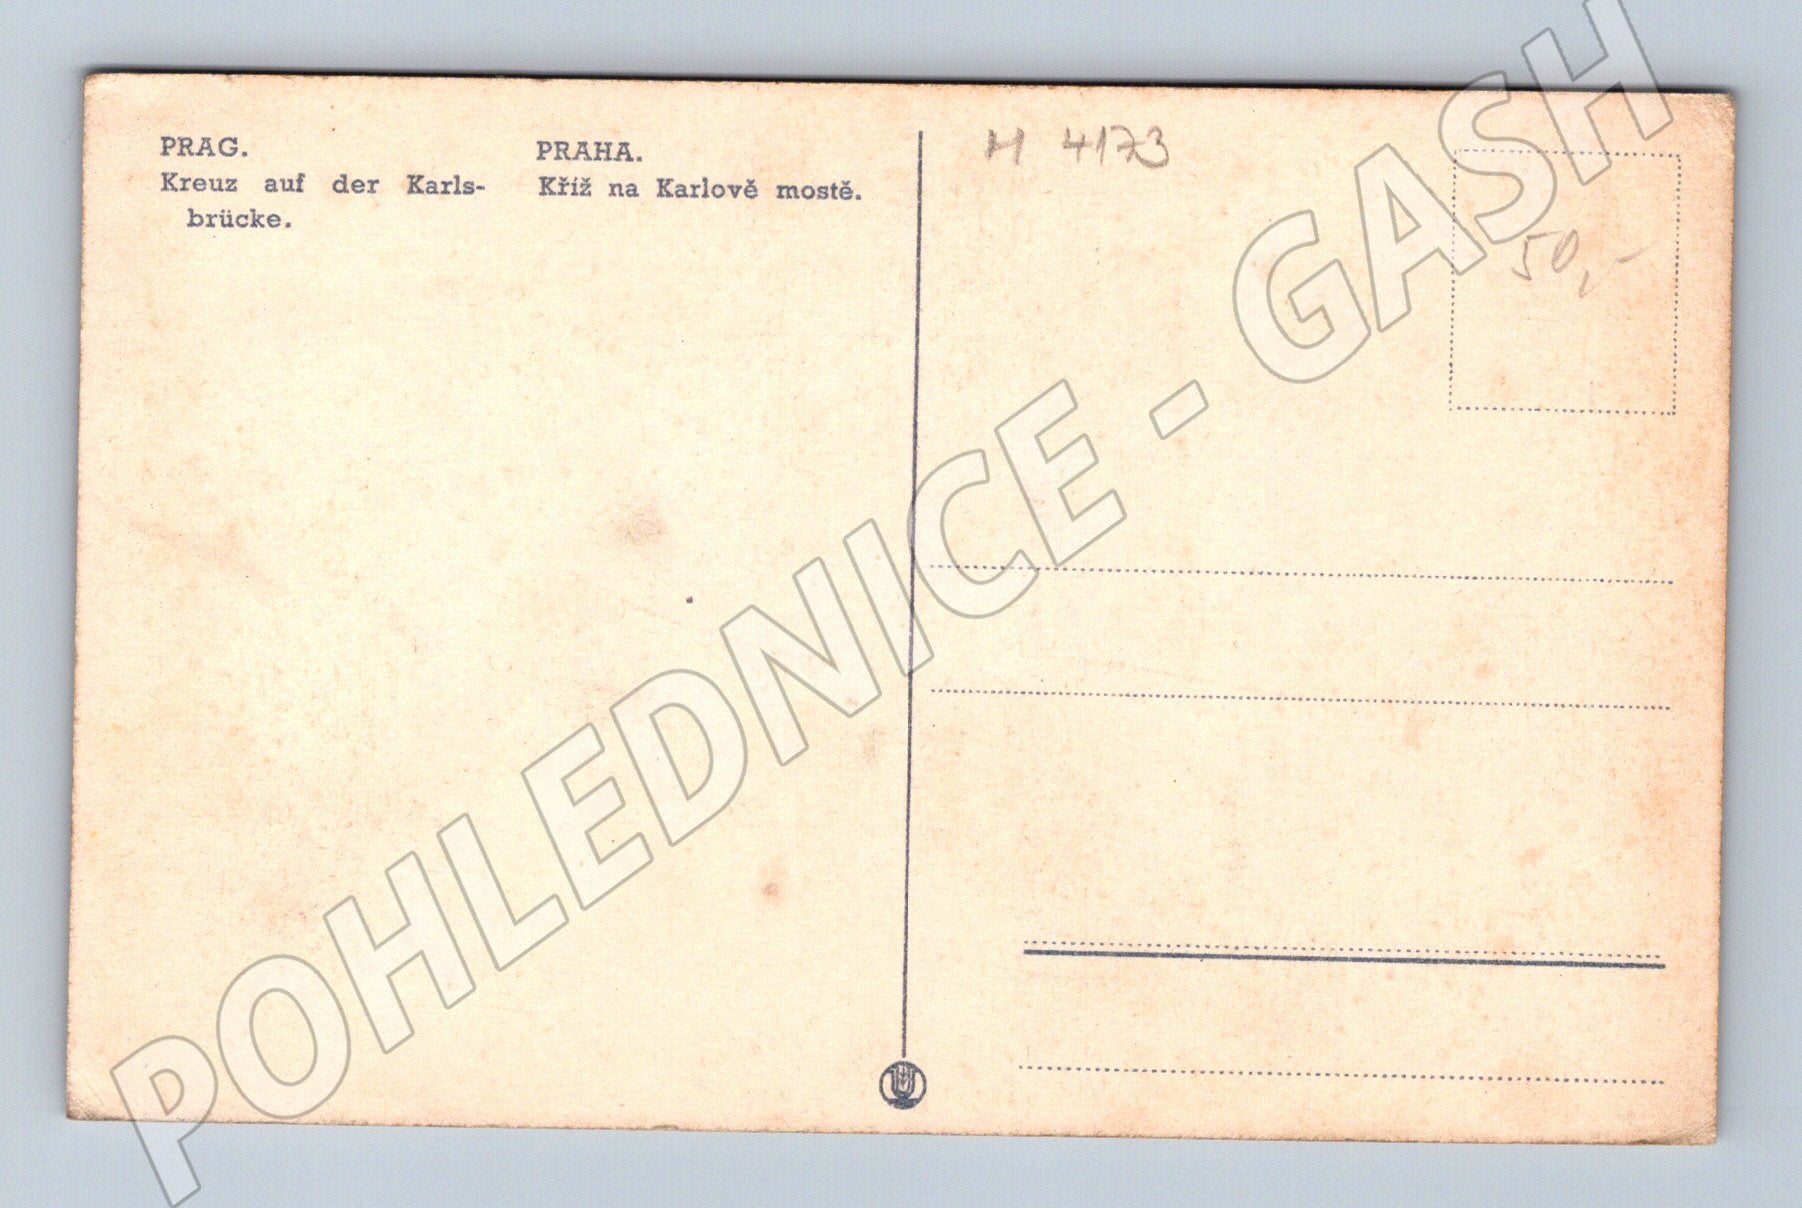 PRAG.
Kreuz auf der Karls-
brücke.
PRAHA.
Kříž na Karlově mostě.
M 4173
50,-
POHLEDNICE - GASH